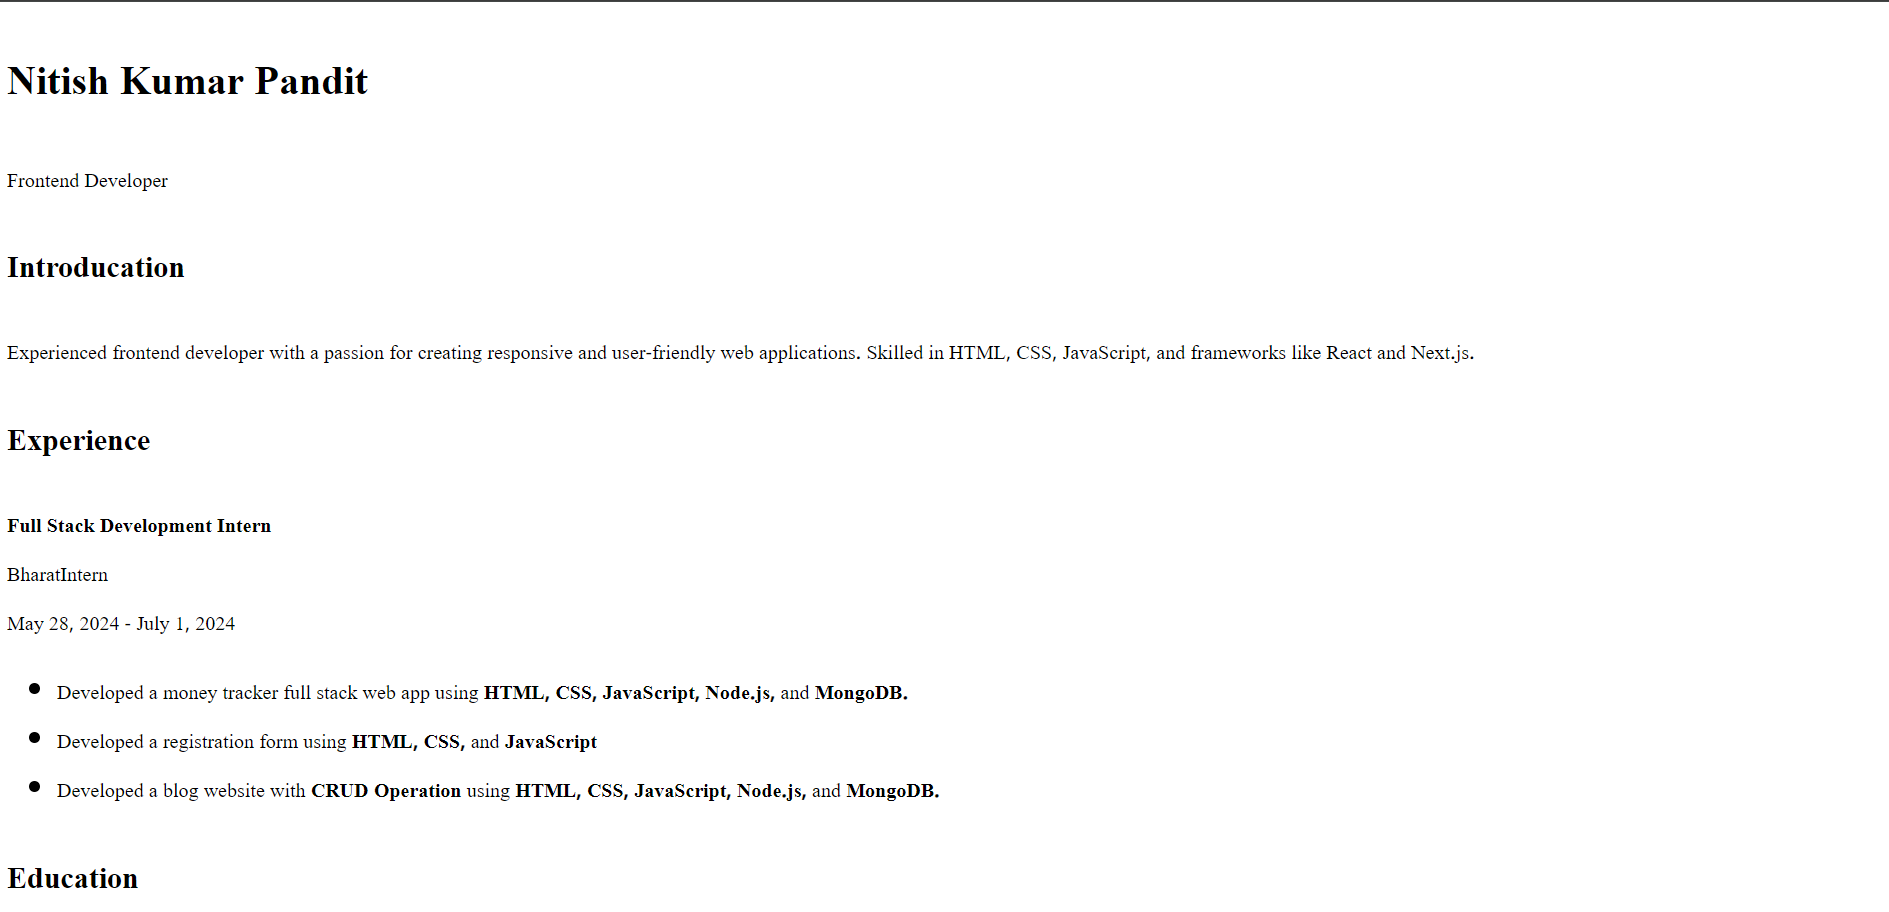 Nitish Kumar Pandit
Frontend Developer
Introducation
Experienced frontend developer with a passion for creating responsive and user-friendly web applications. Skilled in HTML, CSS, JavaScript, and frameworks like React and Next.js.
Experience
Full Stack Development Intern
BharatIntern
May 28, 2024 - July 1, 2024
Developed a money tracker full stack web app using HTML, CSS, JavaScript, Node.js, and MongoDB.
Developed a registration form using HTML, CSS, and JavaScript
Developed a blog website with CRUD Operation using HTML, CSS, JavaScript, Node.js, and MongoDB.
Education